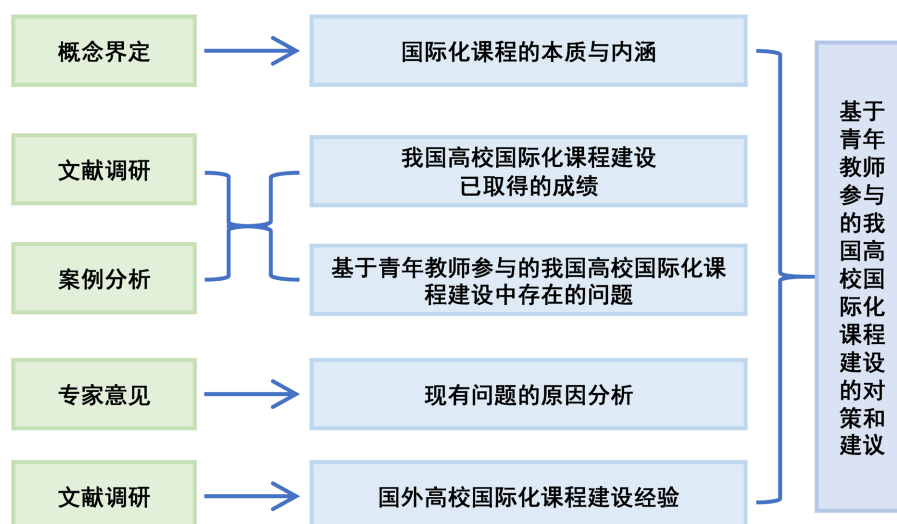 概念界定
国际化课程的本质与内涵
文献调研
我国高校国际化课程建设
已取得的成绩
案例分析
基于青年教师参与的我国高校国际化课
程建设中存在的问题
专家意见
现有问题的原因分析
文献调研
国外高校国际化课程建设经验
基于
青年
教师
参与
的我
国高
校国
际化
课程
建设
的对
策和
建议